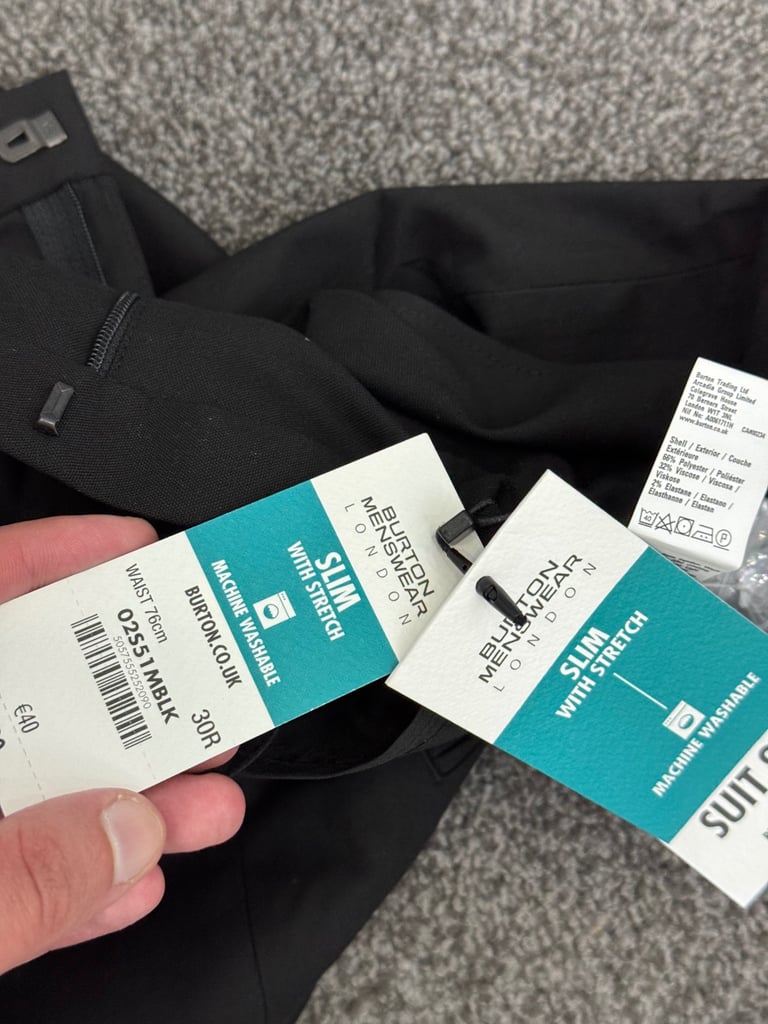 BURTON
MENSWEAR
LONDON
SLIM
WITH STRETCH
MACHINE WASHABLE
BURTON.CO.UK
30R
WAIST 76cm
02S51MBLK
5057555252090
€40
BURTON
MENSWEAR
LONDON
SLIM
WITH STRETCH
MACHINE WASHABLE
SUIT
Burton Trading Ltd
Arcadia Group Limited
Colegrave House
70 Berners Street
London W1T 3NL
www.burton.co.uk
Shell / Exterior / Couche
Extérieure
66% Polyester / Poliéster
32% Viscose / Viscose /
Viskose
2% Elastane / Elastano /
Elasthanne / Elastan
40
P